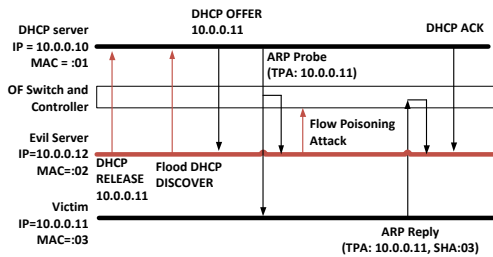 DHCP server
IP = 10.0.0.10
MAC = :01
DHCP OFFER
10.0.0.11
DHCP ACK
ARP Probe
(TPA: 10.0.0.11)
OF Switch and
Controller
Flow Poisoning
Attack
Evil Server
IP=10.0.0.12
MAC=:02
DHCP
RELEASE
10.0.0.11
Flood DHCP
DISCOVER
Victim
IP=10.0.0.11
MAC=:03
ARP Reply
(TPA: 10.0.0.11, SHA:03)